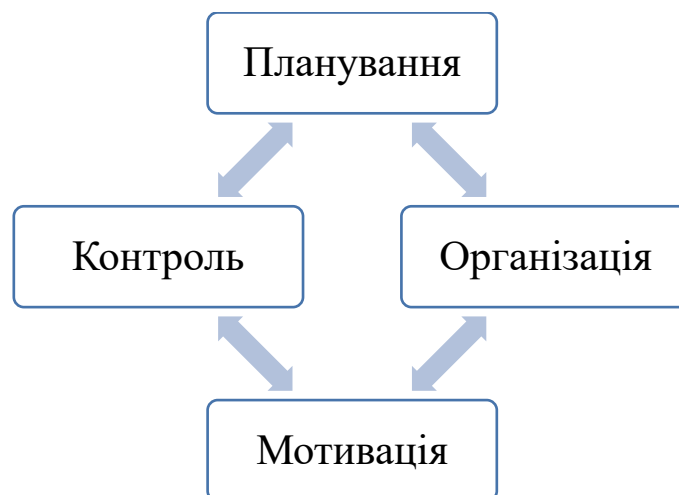 Планування
Контроль
Організація
Мотивація